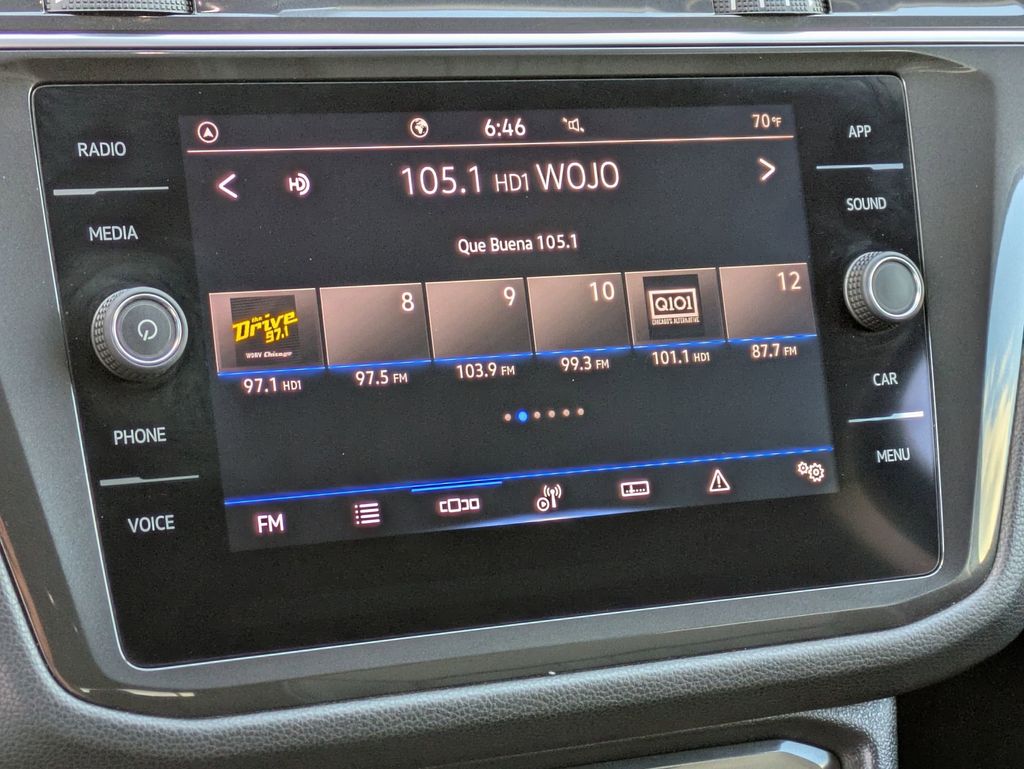 RADIO
MEDIA
PHONE
VOICE
6:46
70°F
105.1 HD1 WOJO
Que Buena 105.1
the Drive 97.1
WDRV Chicago
8
9
10
Q101
CHICAGO'S ALTERNATIVE
12
97.1 HD1
97.5 FM
103.9 FM
99.3 FM
101.1 HD1
87.7 FM
FM
APP
SOUND
CAR
MENU